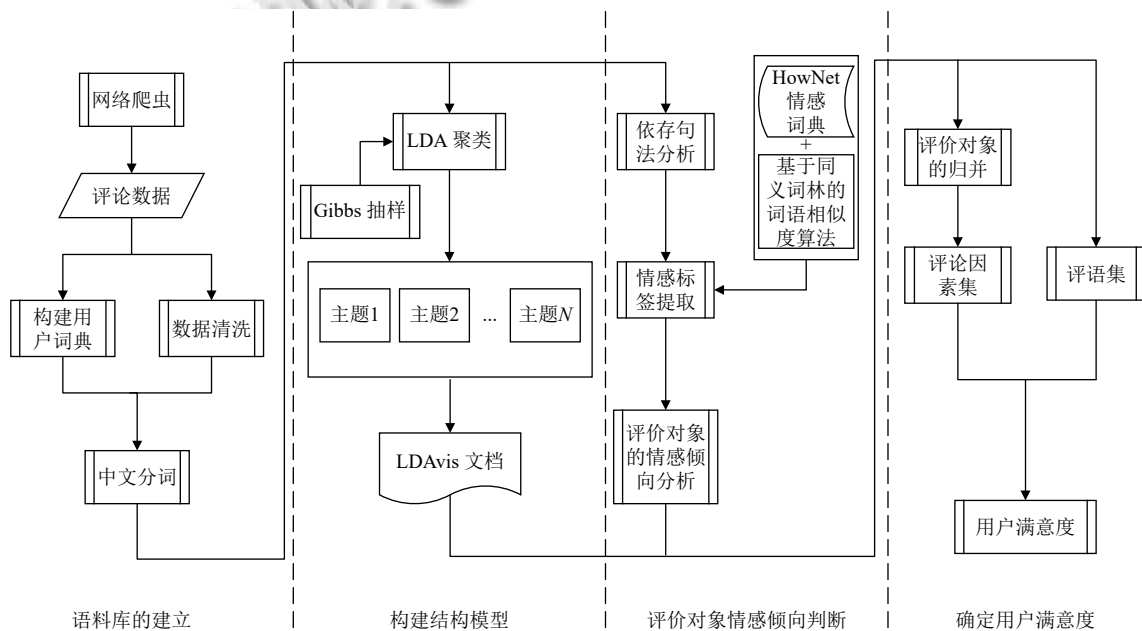 网络爬虫
评论数据
构建用
户词典
数据清洗
中文分词
语料库的建立
LDA 聚类
Gibbs 抽样
主题1
主题2
...
主题N
LDAvis 文档
构建结构模型
依存句
法分析
HowNet
情感
词典
+
基于同
义词林的
词语相似
度算法
情感标
签提取
评价对象
的情感倾
向分析
评价对象情感倾向判断
评价对象
的归并
评论因
素集
评语集
用户满意度
确定用户满意度